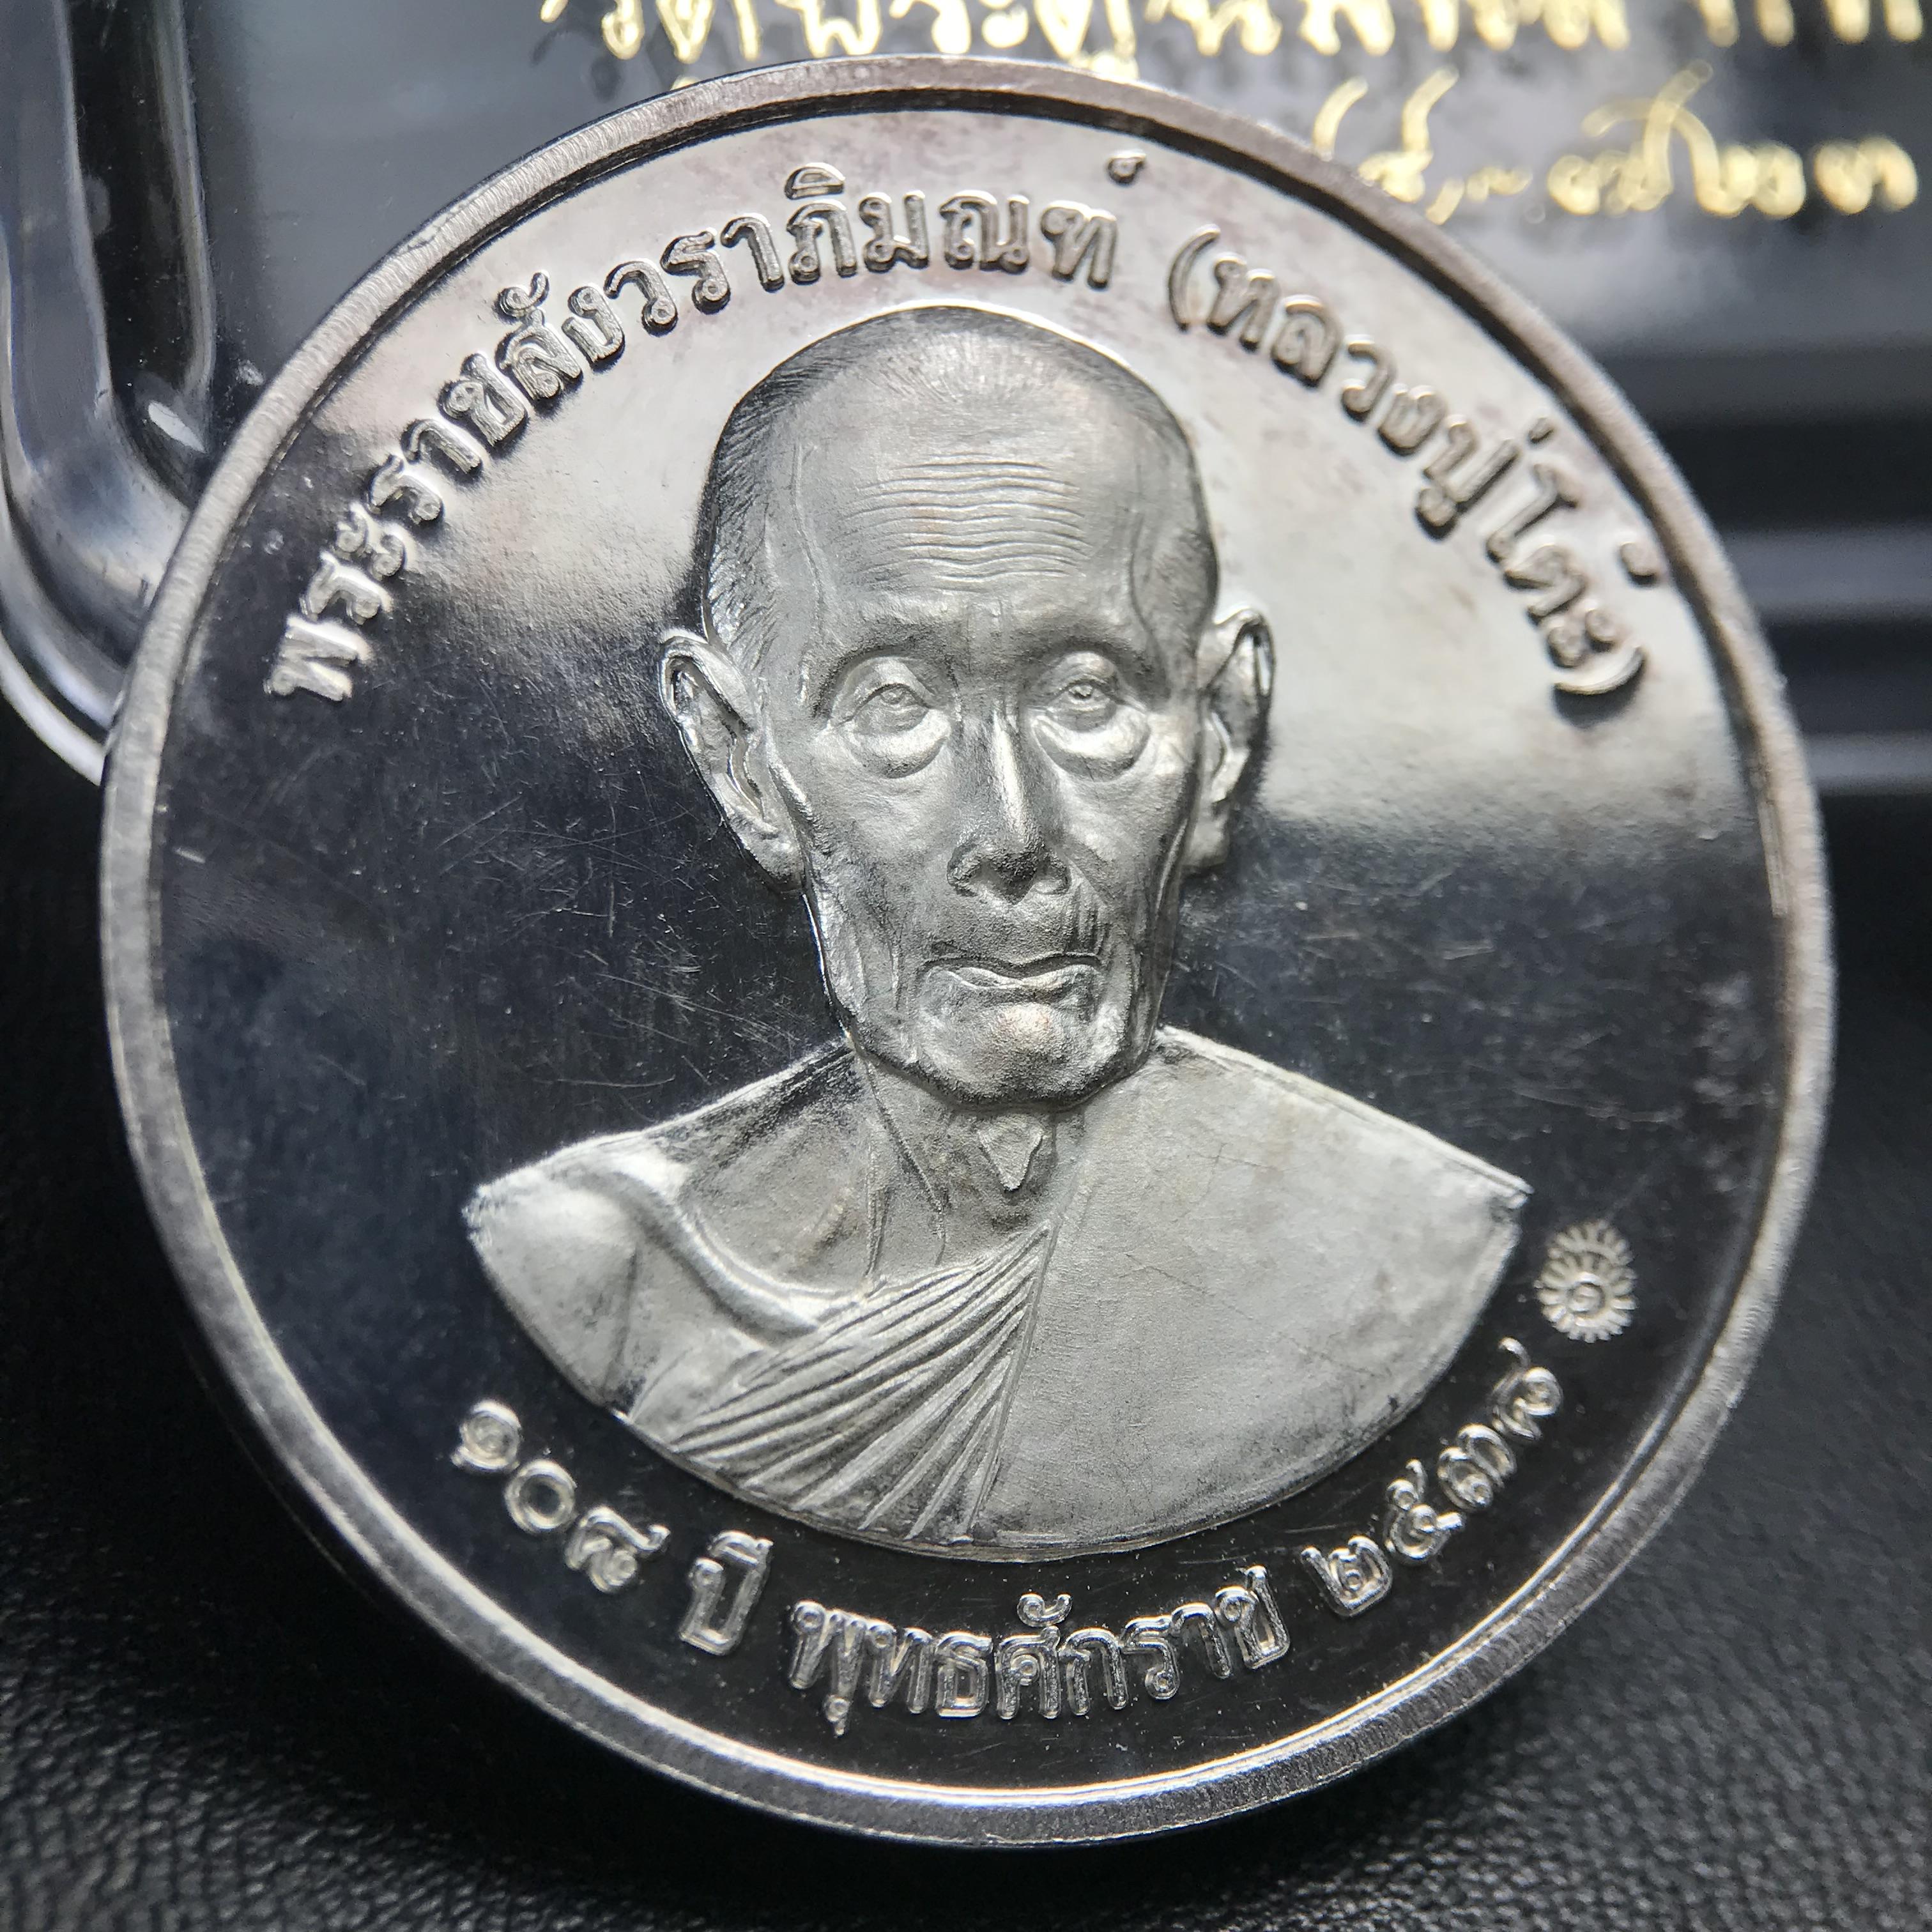 พระราชสังวราภิมณฑ์ (หลวงปู่โต๊ะ)
๑๐๘ ปี พุทธศักราช ๒๕๓๘